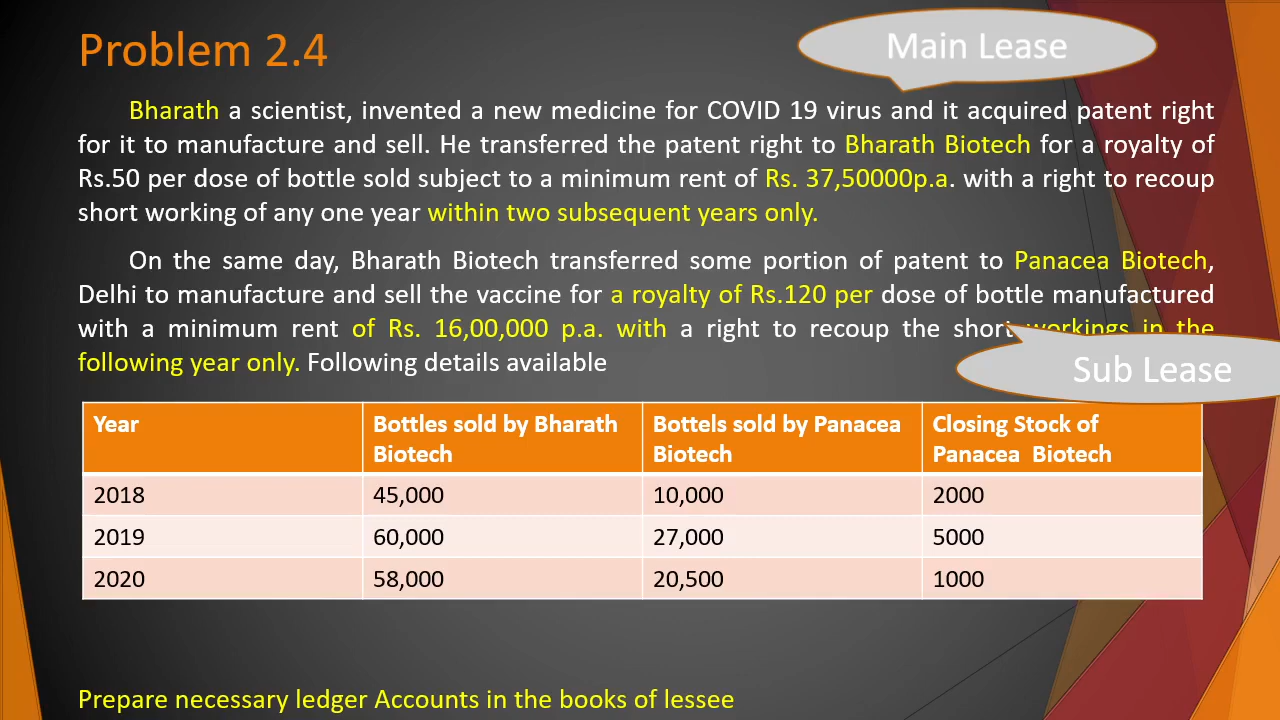 Problem 2.4
Main Lease
Bharath a scientist, invented a new medicine for COVID 19 virus and it acquired patent right
for it to manufacture and sell. He transferred the patent right to Bharath Biotech for a royalty of
Rs.50 per dose of bottle sold subject to a minimum rent of Rs. 37,50000p.a. with a right to recoup
short working of any one year within two subsequent years only.
On the same day, Bharath Biotech transferred some portion of patent to Panacea Biotech,
Delhi to manufacture and sell the vaccine for a royalty of Rs.120 per dose of bottle manufactured
with a minimum rent of Rs. 16,00,000 p.a. with a right to recoup the short workings in the
following year only. Following details available
Sub Lease
Year Bottles sold by Bharath Biotech Bottels sold by Panacea Biotech Closing Stock of Panacea Biotech
2018 45,000 10,000 2000
2019 60,000 27,000 5000
2020 58,000 20,500 1000
Prepare necessary ledger Accounts in the books of lessee